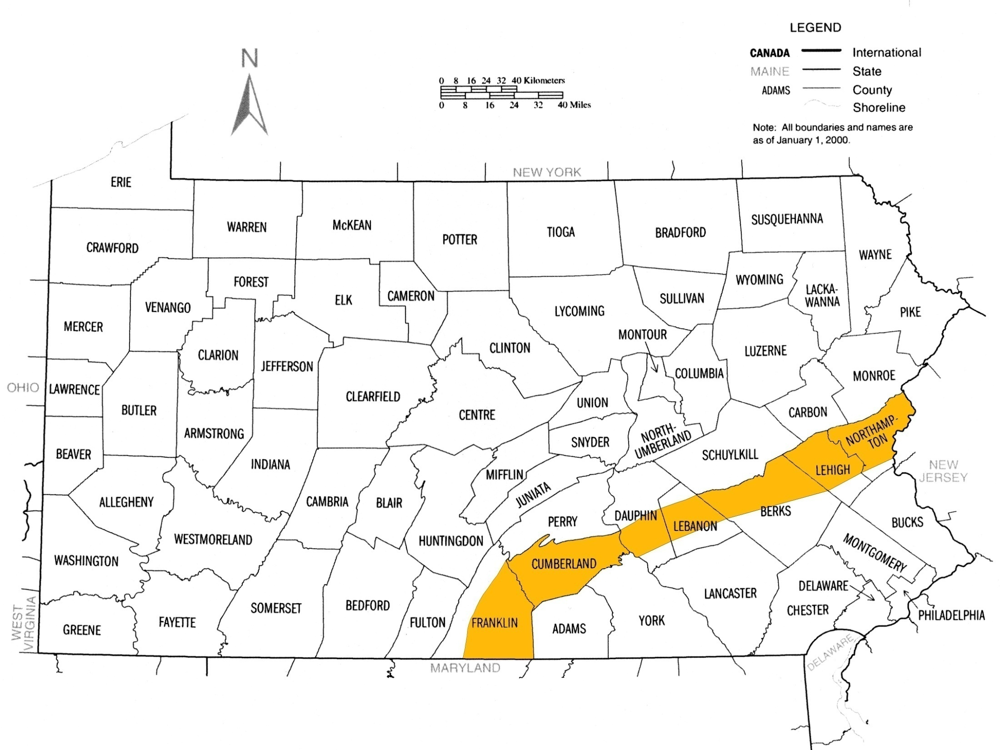 LEGEND
CANADA International
MAINE State
ADAMS County
Shoreline
Note: All boundaries and names are
as of January 1, 2000.
N
0 8 16 24 32 40 Kilometers
0 8 16 24 32 40 Miles
NEW YORK
ERIE
CRAWFORD
WARREN
McKEAN
POTTER
TIOGA
BRADFORD
SUSQUEHANNA
WAYNE
FOREST
VENANGO
ELK
CAMERON
LYCOMING
SULLIVAN
WYOMING
LACKA-
WANNA
PIKE
MERCER
CLARION
JEFFERSON
CLINTON
MONTOUR
COLUMBIA
LUZERNE
MONROE
OHIO
LAWRENCE
BUTLER
ARMSTRONG
CLEARFIELD
CENTRE
UNION
SNYDER
NORTH-
UMBERLAND
CARBON
NORTHAMP-
TON
BEAVER
INDIANA
SCHUYLKILL
LEHIGH
NEW
JERSEY
ALLEGHENY
CAMBRIA
BLAIR
MIFFLIN
JUNIATA
PERRY
DAUPHIN
LEBANON
BERKS
BUCKS
WESTMORELAND
HUNTINGDON
WASHINGTON
CUMBERLAND
MONTGOMERY
WEST
VIRGINIA
GREENE
FAYETTE
SOMERSET
BEDFORD
FULTON
FRANKLIN
ADAMS
YORK
LANCASTER
CHESTER
DELAWARE
PHILADELPHIA
MARYLAND
DELAWARE